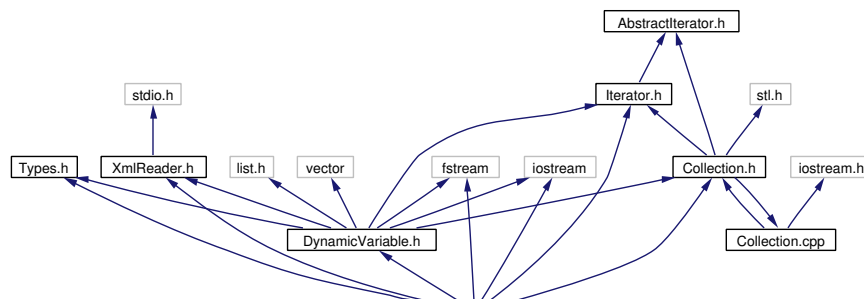 AbstractIterator.h
stdio.h
Iterator.h
stl.h
Types.h
XmlReader.h
list.h
vector
fstream
iostream
Collection.h
iostream.h
DynamicVariable.h
Collection.cpp